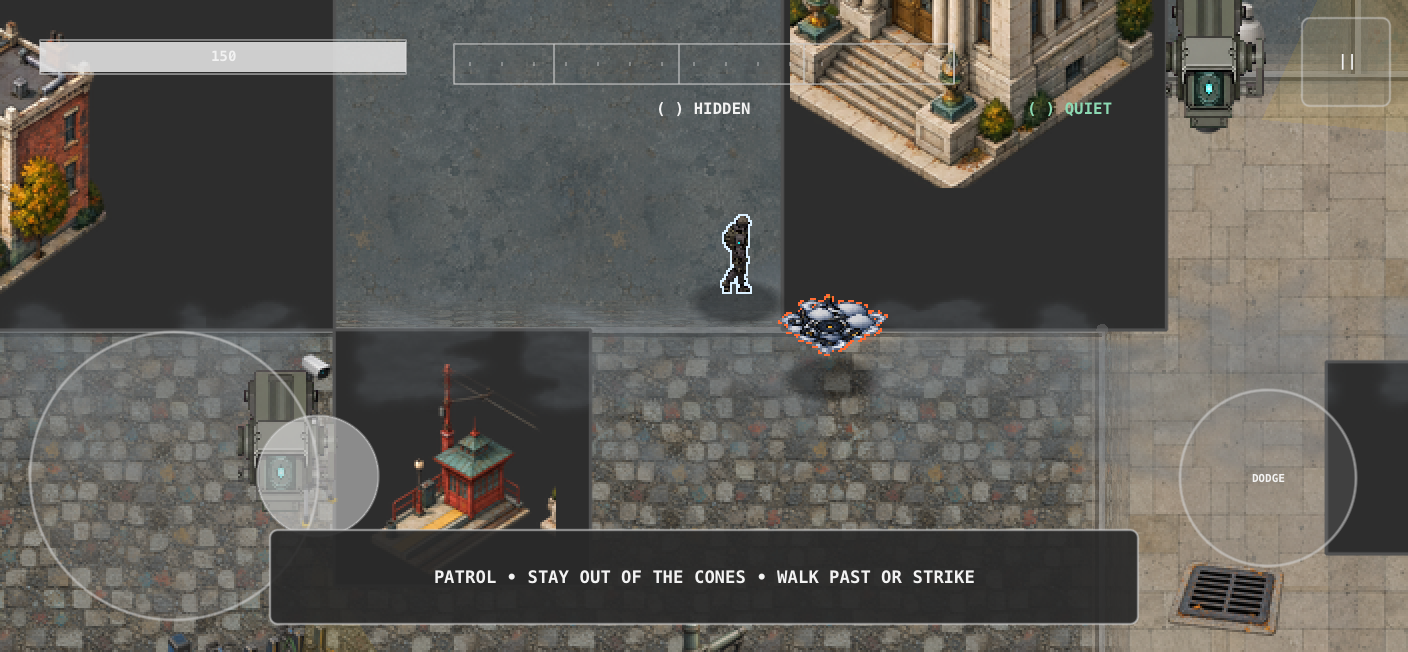 150
( ) HIDDEN
( ) QUIET
DODGE
PATROL • STAY OUT OF THE CONES • WALK PAST OR STRIKE